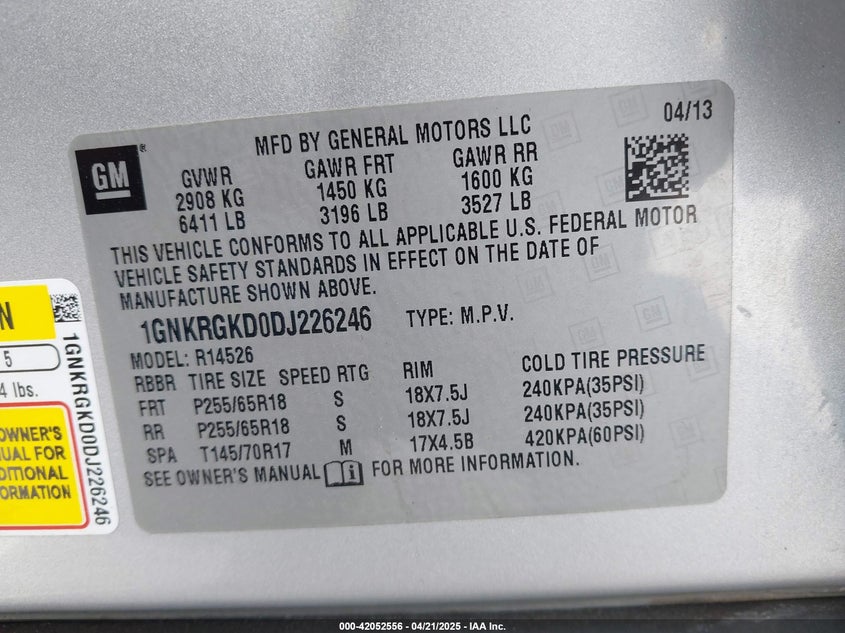 04/13
MFD BY GENERAL MOTORS LLC
GM®
GVWR GAWR FRT GAWR RR
2908 KG 1450 KG 1600 KG
6411 LB 3196 LB 3527 LB
THIS VEHICLE CONFORMS TO ALL APPLICABLE U.S. FEDERAL MOTOR
VEHICLE SAFETY STANDARDS IN EFFECT ON THE DATE OF
MANUFACTURE SHOWN ABOVE.
1GNKRGKD0DJ226246 TYPE: M.P.V.
MODEL: R14526
RBBR TIRE SIZE SPEED RTG RIM COLD TIRE PRESSURE
FRT P255/65R18 S 18X7.5J 240KPA(35PSI)
RR P255/65R18 S 18X7.5J 240KPA(35PSI)
SPA T145/70R17 M 17X4.5B 420KPA(60PSI)
SEE OWNER'S MANUAL i FOR MORE INFORMATION.
N
5
4 lbs.
OWNER'S
UAL FOR
DITIONAL
ORMATION
1GNKRGKD0DJ226246
000-42052556 - 04/21/2025 - IAA Inc.